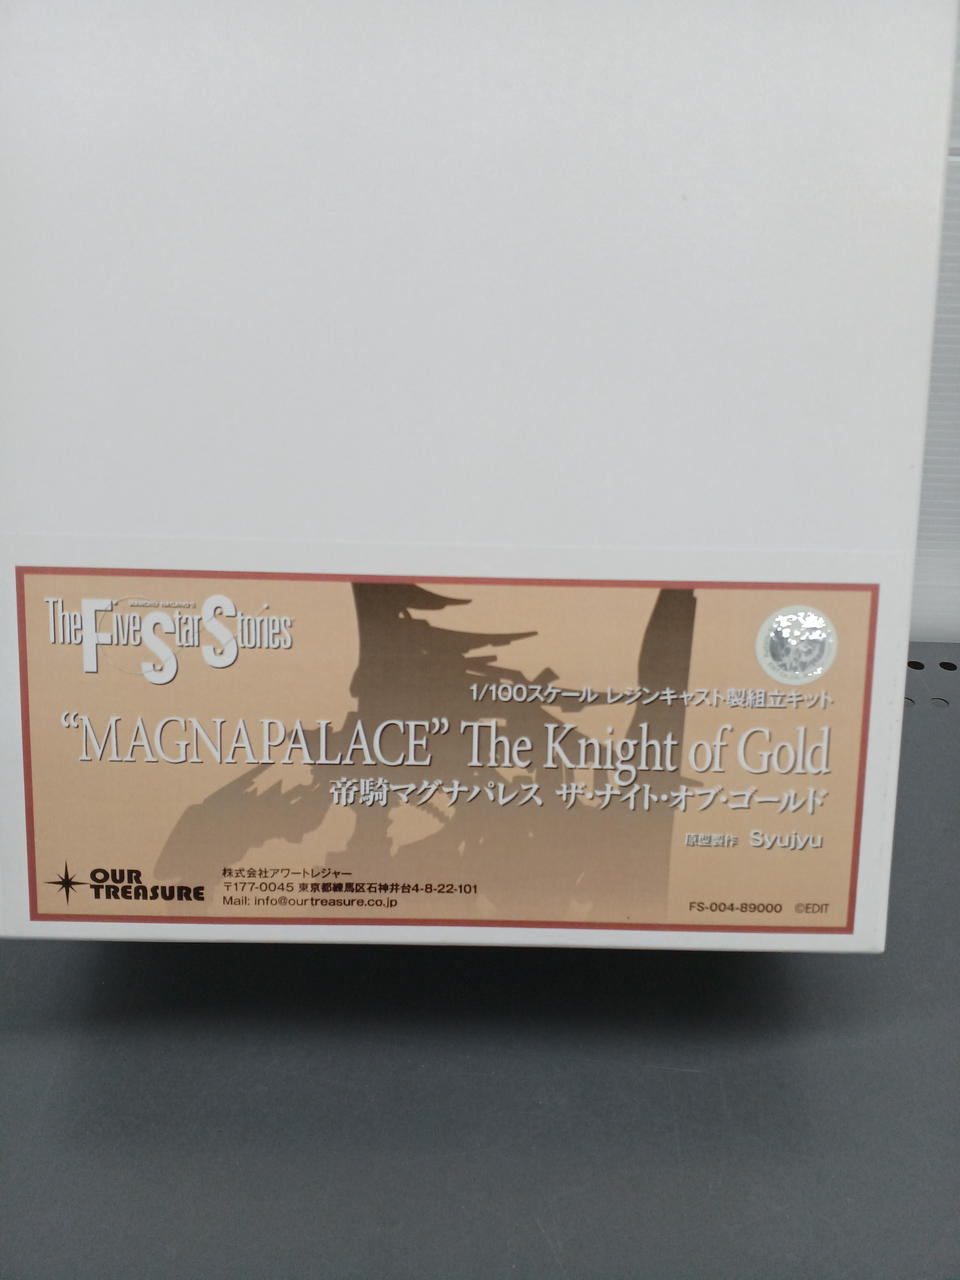 The Five Star Stories
1/100スケール レジンキャスト製組立キット
“MAGNAPALACE” The Knight of Gold
帝騎マグナパレス ザ・ナイト・オブ・ゴールド
原型製作 Syujyu
OUR
TREASURE
株式会社アワートレジャー
〒177-0045 東京都練馬区石神井台4-8-22-101
Mail: info@ourtreasure.co.jp
FS-004-89000 ©EDIT